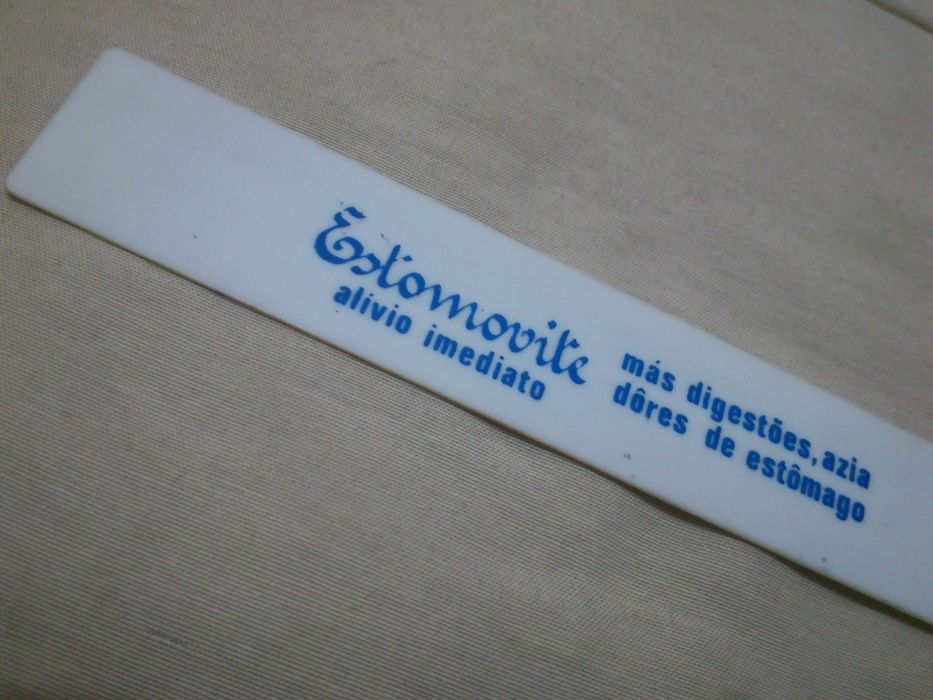 Estomovite
alívio imediato
más digestões, azia
dôres de estômago